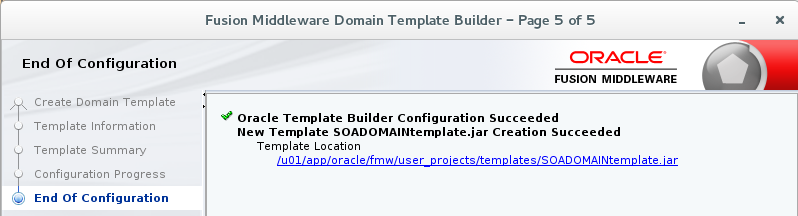 Fusion Middleware Domain Template Builder – Page 5 of 5
End Of Configuration
ORACLE®
FUSION MIDDLEWARE
Create Domain Template
Template Information
Template Summary
Configuration Progress
End Of Configuration
Oracle Template Builder Configuration Succeeded
New Template SOADOMAINtemplate.jar Creation Succeeded
Template Location
/u01/app/oracle/fmw/user_projects/templates/SOADOMAINtemplate.jar